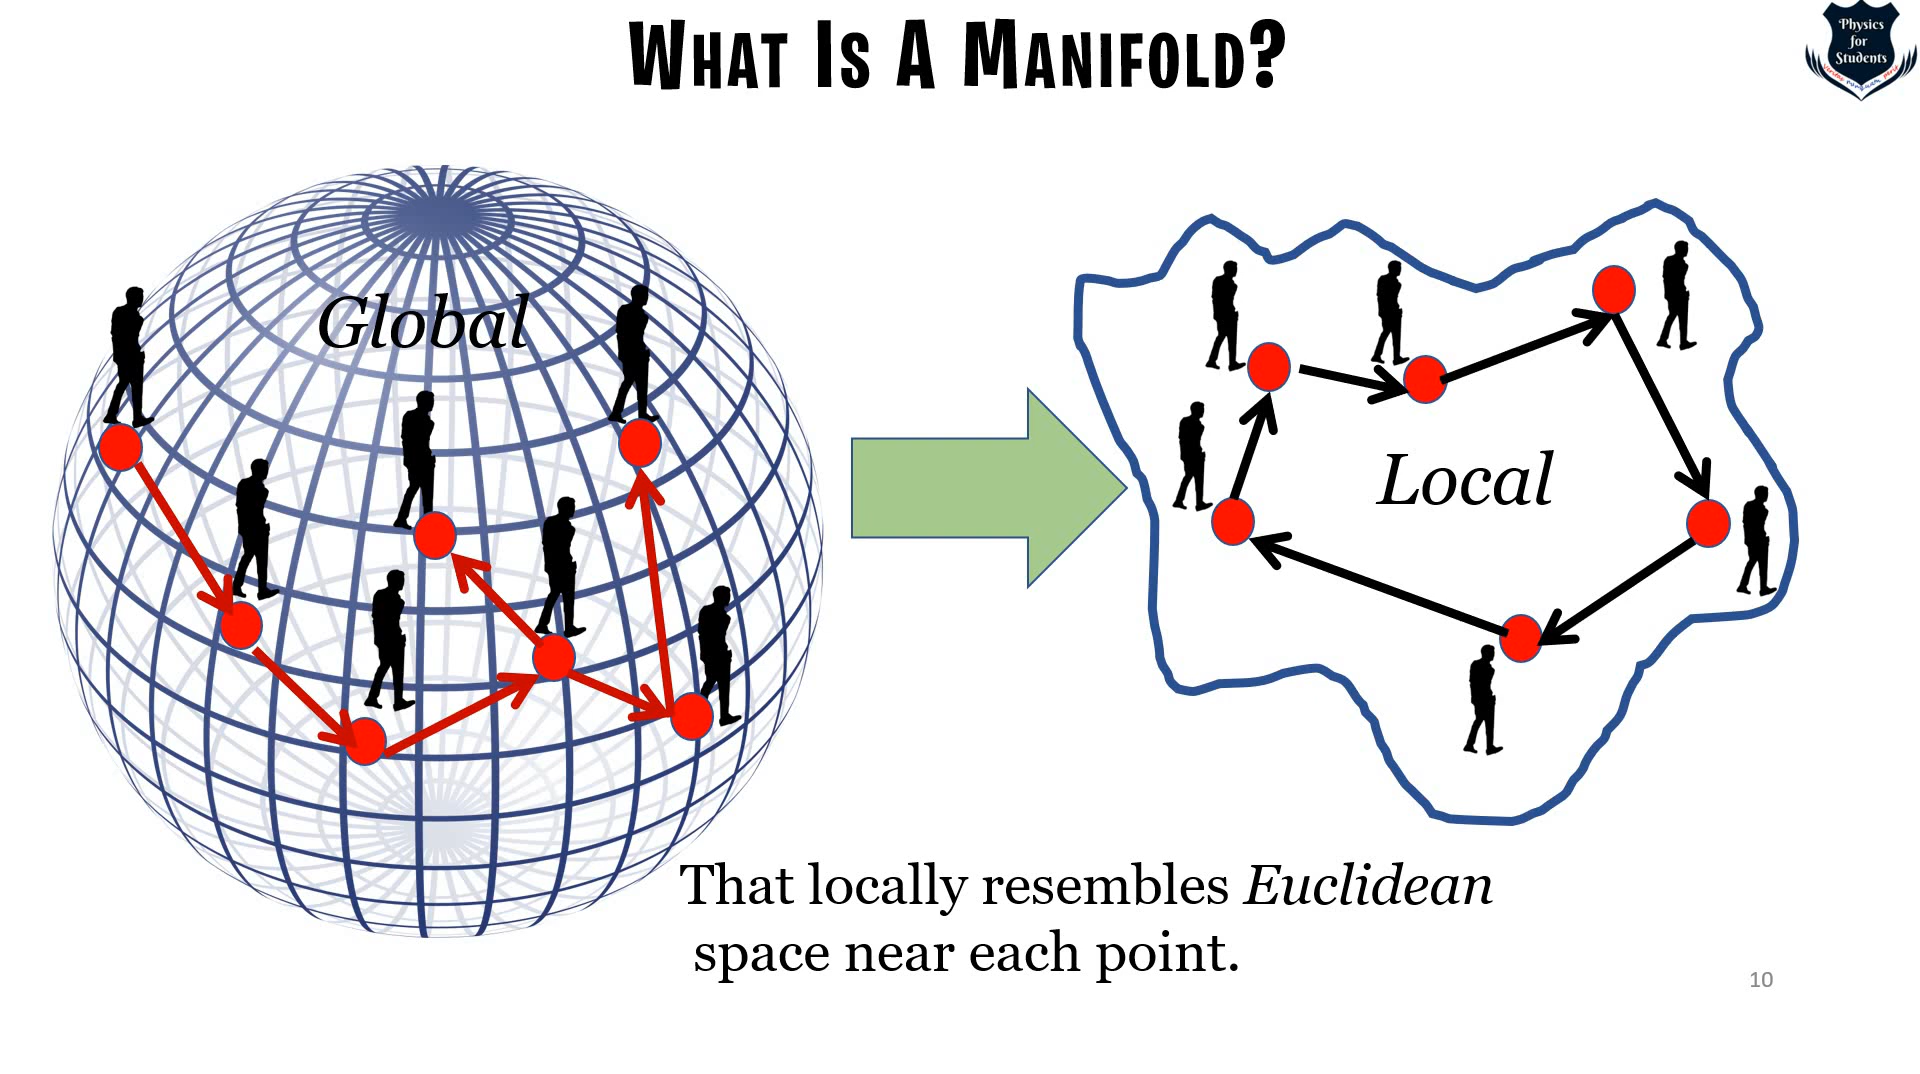 What Is A Manifold?
Physics
for
Students
Global
Local
That locally resembles Euclidean
space near each point.
10